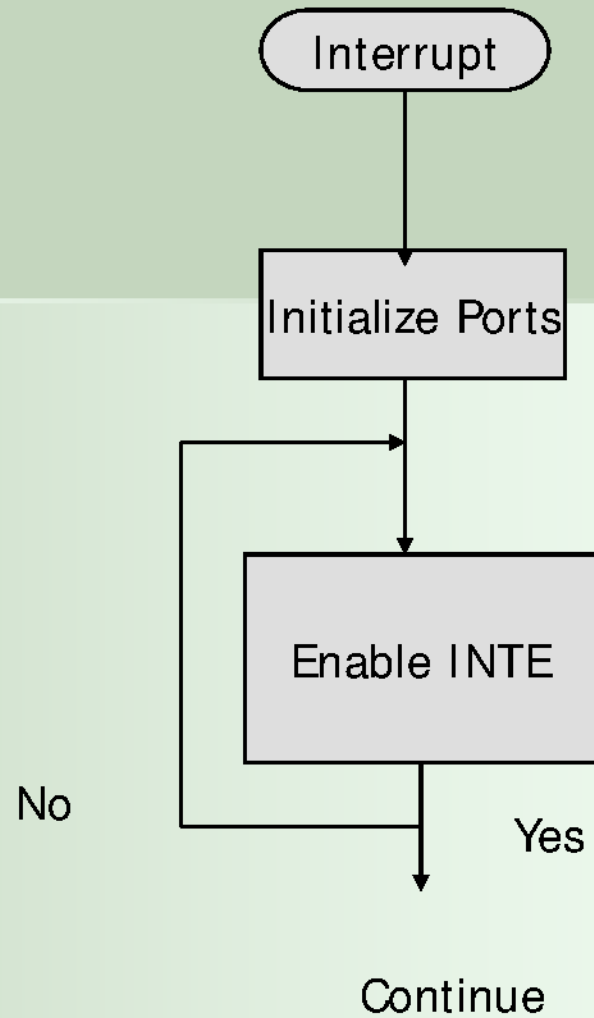 Interrupt
Initialize Ports
Enable INTE
No
Yes
Continue